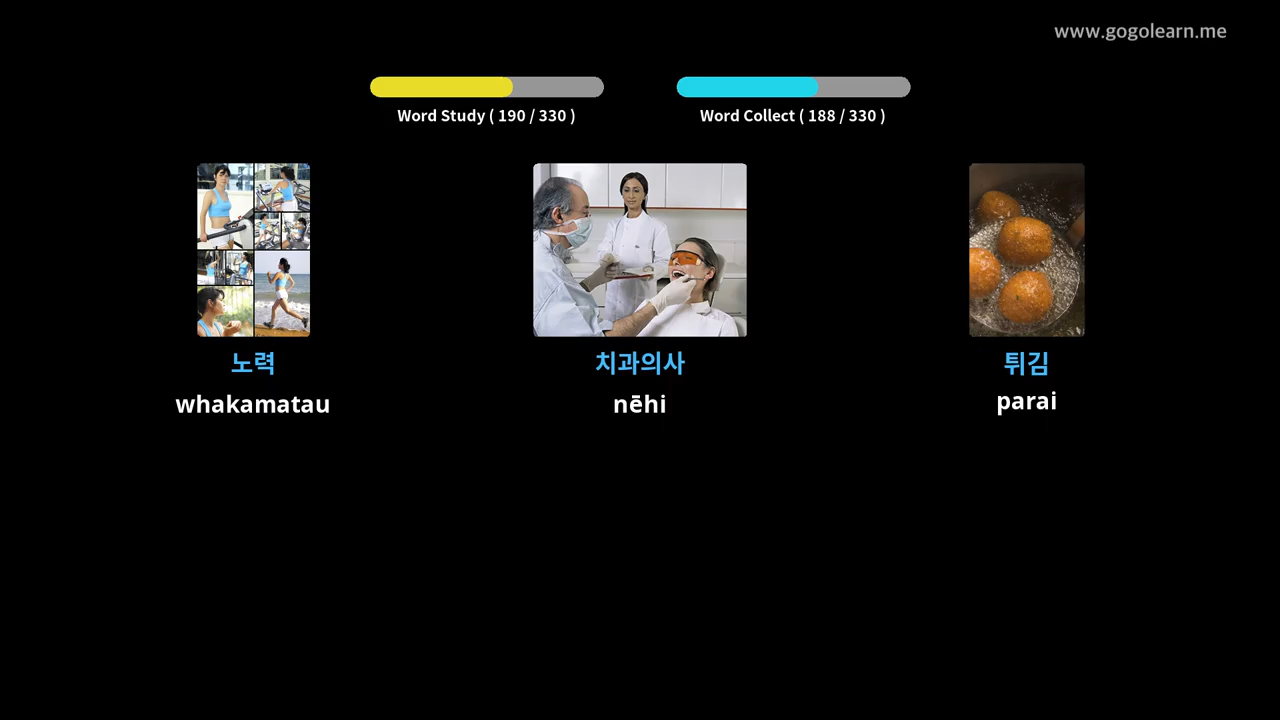 www.gogolearn.me
Word Study ( 190 / 330 )
Word Collect ( 188 / 330 )
노력
치과의사
튀김
whakamatau
nēhi
parai